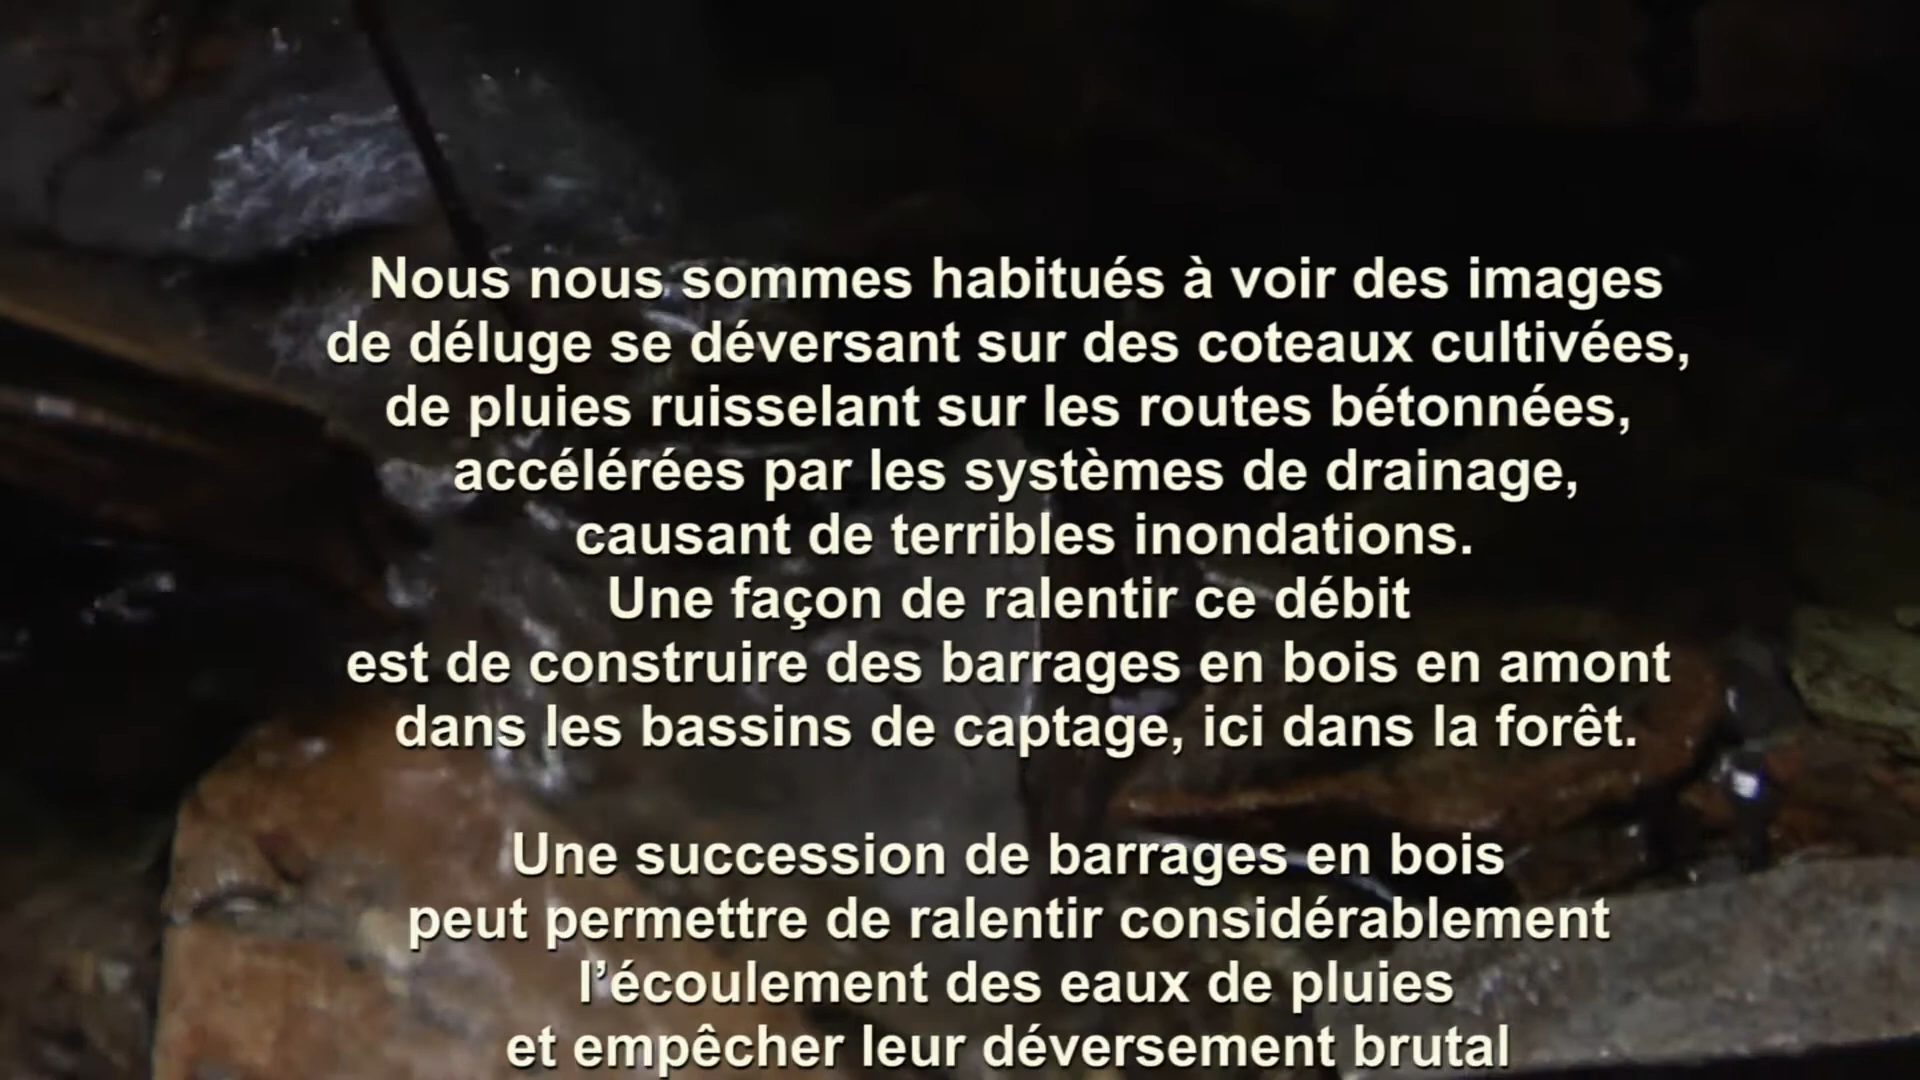 Nous nous sommes habitués à voir des images
de déluge se déversant sur des coteaux cultivées,
de pluies ruisselant sur les routes bétonnées,
accélérées par les systèmes de drainage,
causant de terribles inondations.
Une façon de ralentir ce débit
est de construire des barrages en bois en amont
dans les bassins de captage, ici dans la forêt.
Une succession de barrages en bois
peut permettre de ralentir considérablement
l’écoulement des eaux de pluies
et empêcher leur déversement brutal